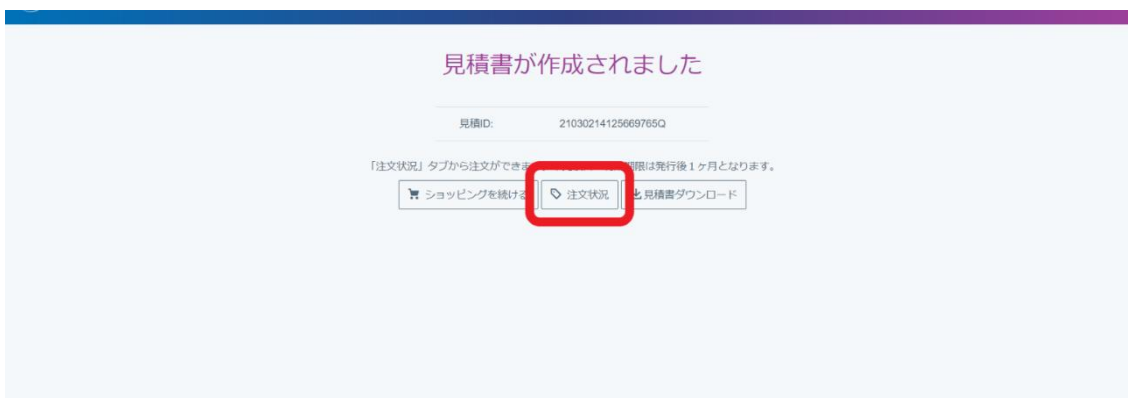 見積書が作成されました
見積ID: 21030214125669765Q
「注文状況」タブから注文ができま 期限は発行後1ヶ月となります。
ショッピングを続ける 注文状況 見積書ダウンロード